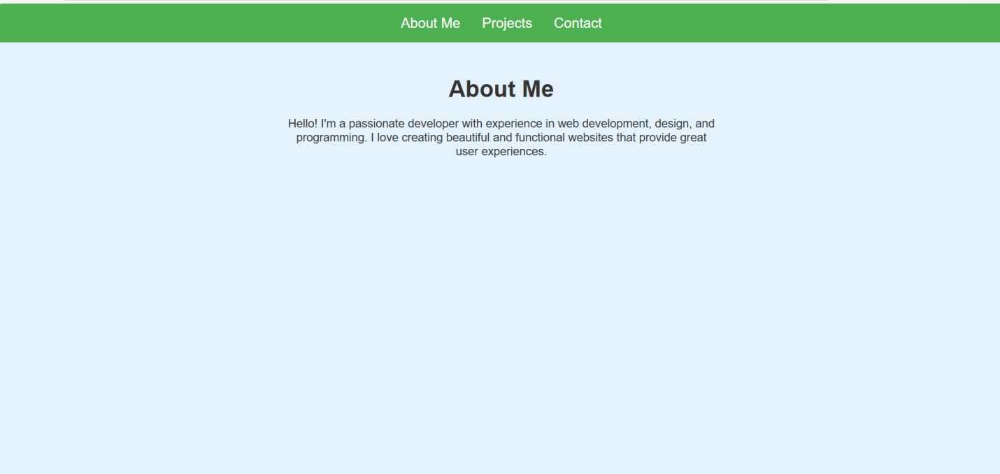 About Me Projects Contact
About Me
Hello! I'm a passionate developer with experience in web development, design, and
programming. I love creating beautiful and functional websites that provide great
user experiences.